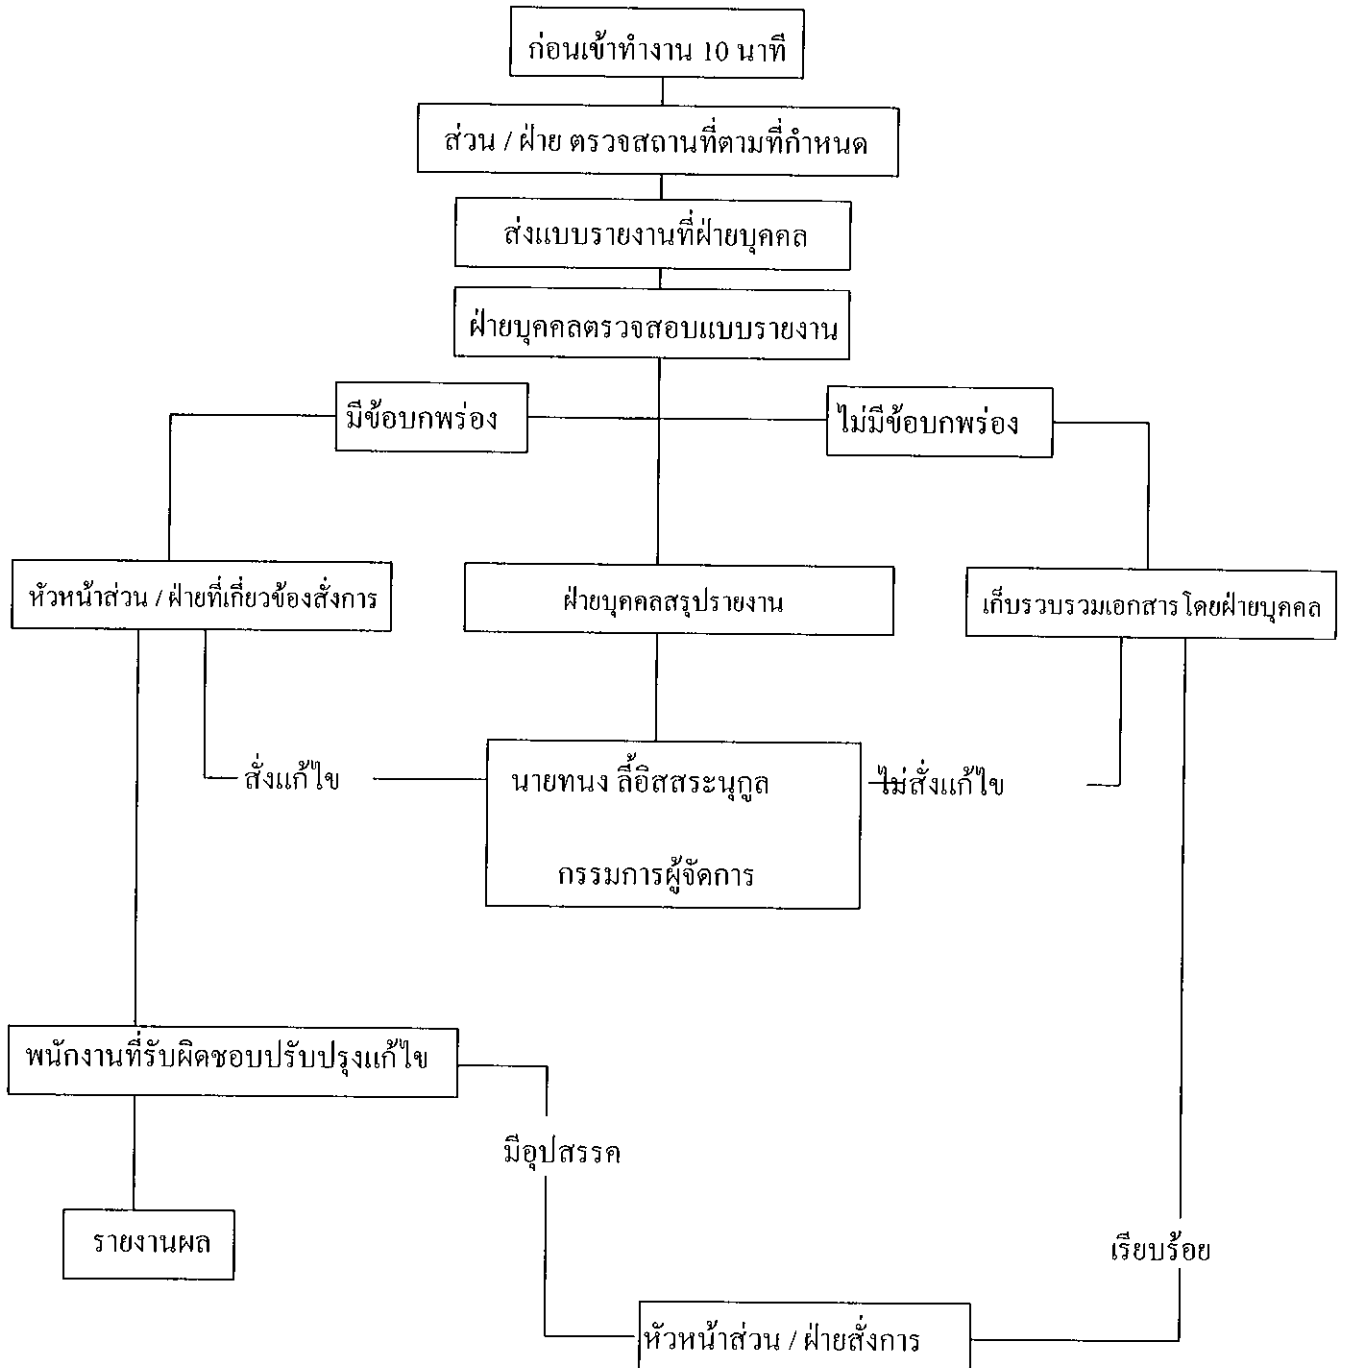 ก่อนเข้าทำงาน 10 นาที
ส่วน / ฝ่าย ตรวจสถานที่ตามที่กำหนด
ส่งแบบรายงานที่ฝ่ายบุคคล
ฝ่ายบุคคลตรวจสอบแบบรายงาน
มีข้อบกพร่อง
ไม่มีข้อบกพร่อง
หัวหน้าส่วน / ฝ่ายที่เกี่ยวข้องสั่งการ
ฝ่ายบุคคลสรุปรายงาน
เก็บรวบรวมเอกสารโดยฝ่ายบุคคล
สั่งแก้ไข
นายทนง ลี้อิสสระนุกูล
ไม่สั่งแก้ไข
กรรมการผู้จัดการ
พนักงานที่รับผิดชอบปรับปรุงแก้ไข
มีอุปสรรค
รายงานผล
เรียบร้อย
หัวหน้าส่วน / ฝ่ายสั่งการ